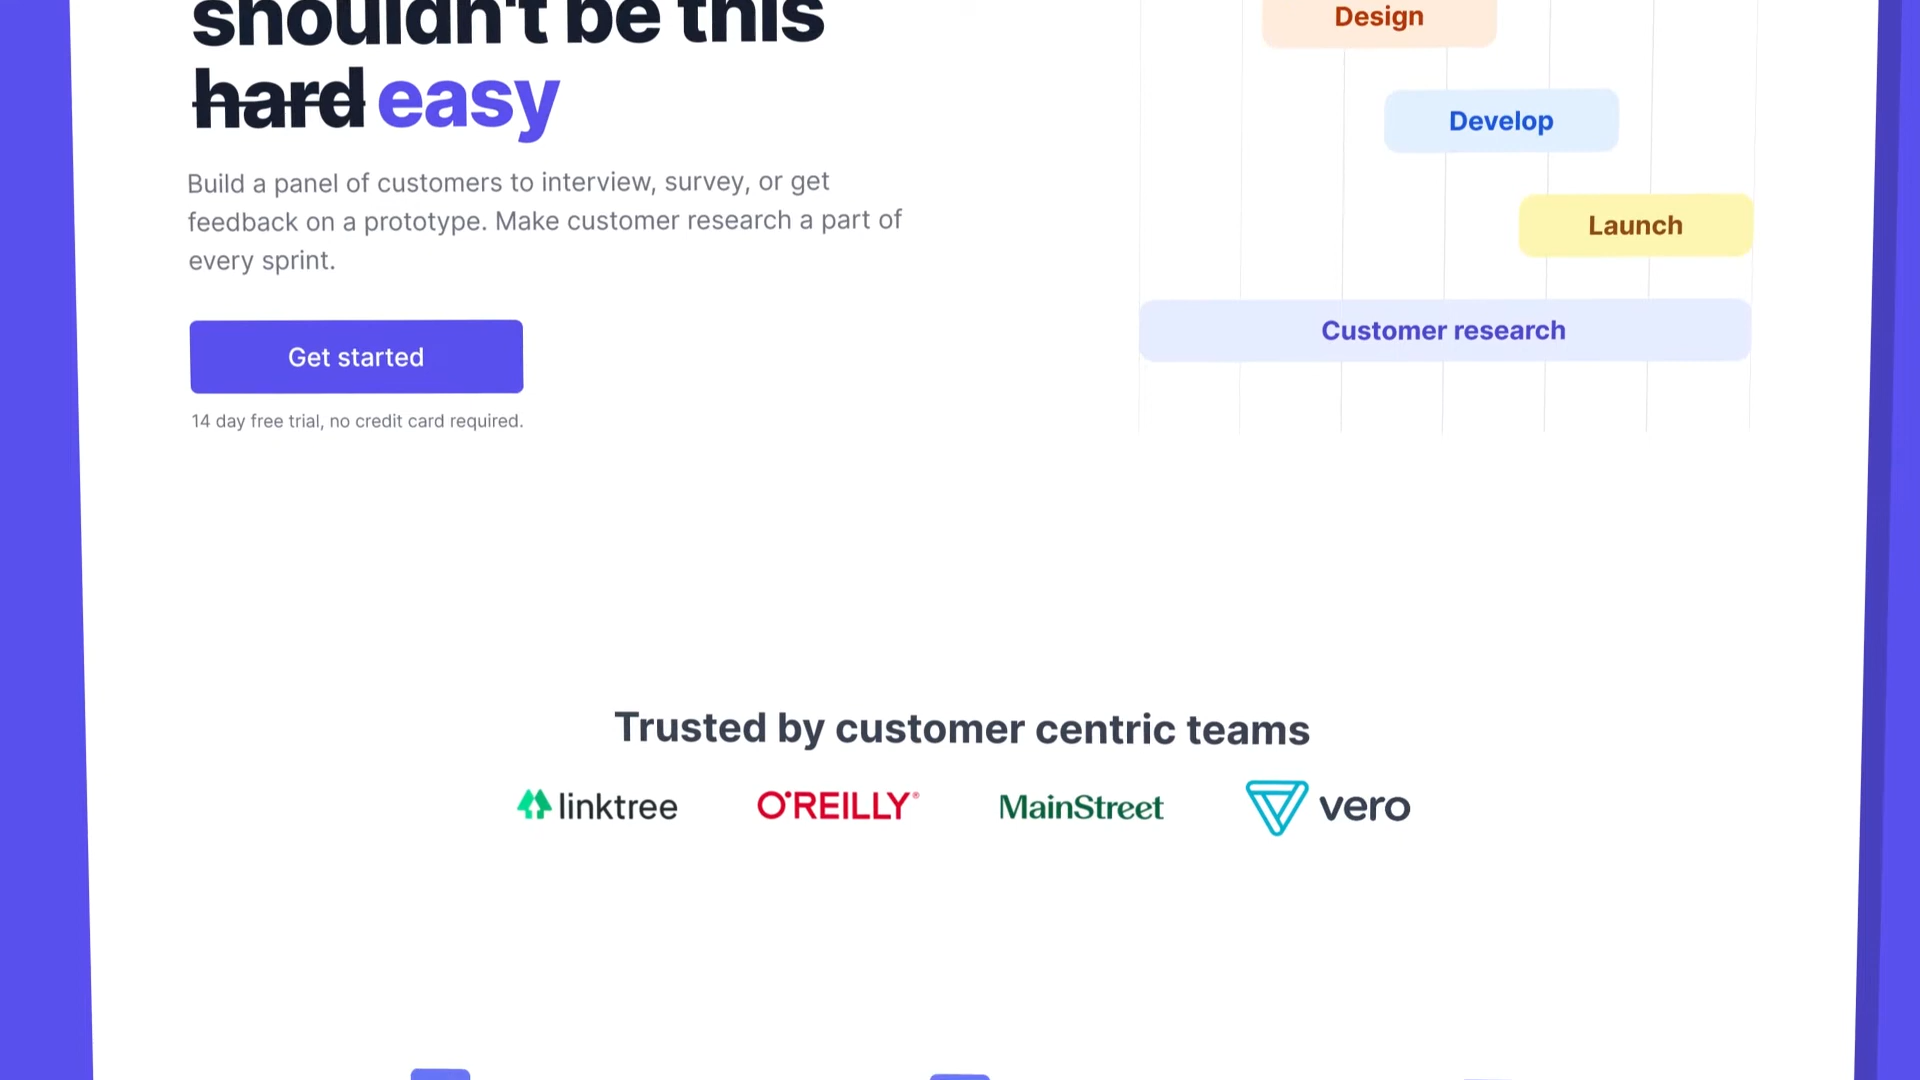 shouldn't be this
hard easy
Build a panel of customers to interview, survey, or get
feedback on a prototype. Make customer research a part of
every sprint.
Get started
14 day free trial, no credit card required.
Design
Develop
Launch
Customer research
Trusted by customer centric teams
linktree
O'REILLY®
MainStreet
vero